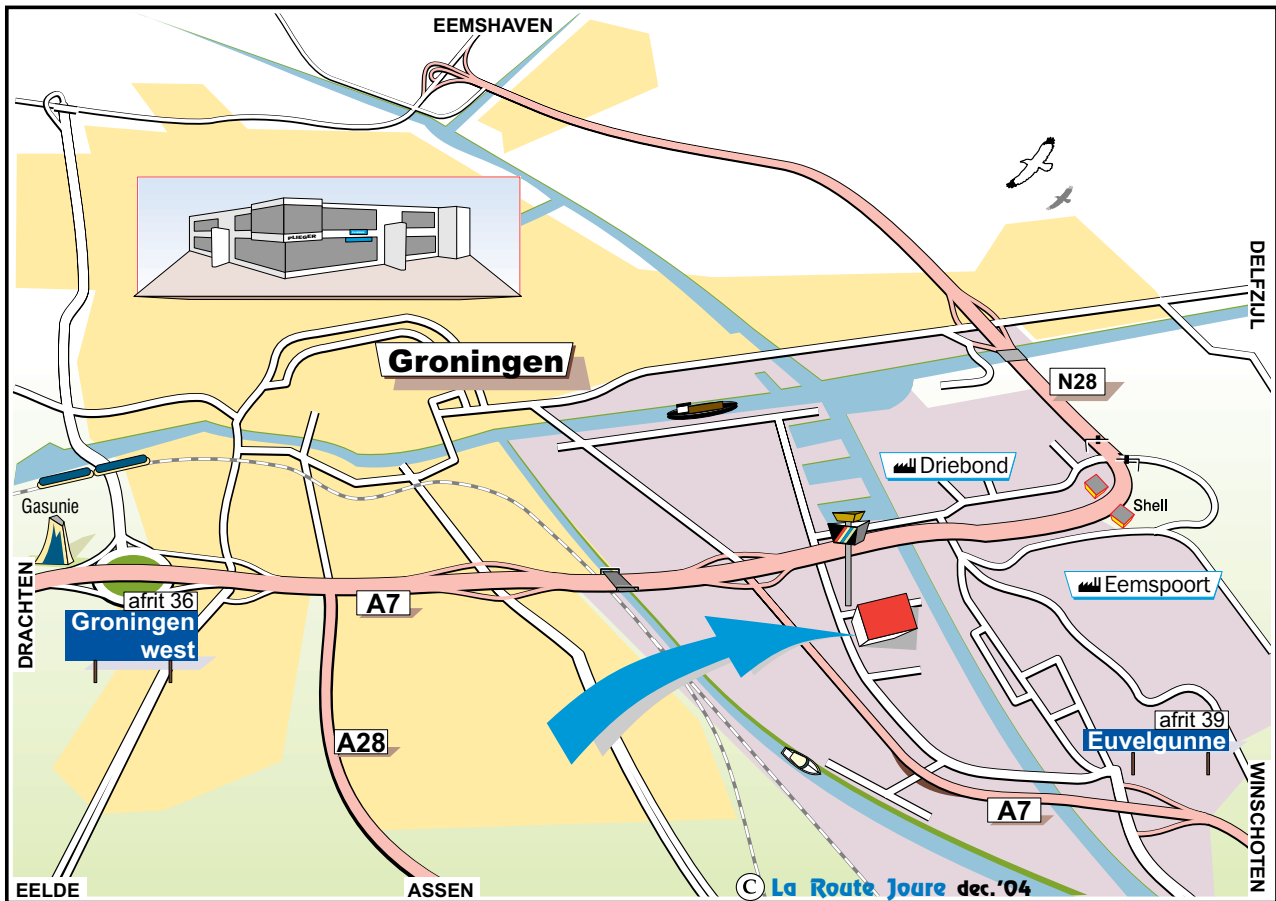 EEMSHAVEN
PLIEGER
DELFZIJL
Groningen
N28
Driebond
Shell
Gasunie
Eemspoort
DRACHTEN
afrit 36
Groningen
west
A7
A28
afrit 39
Euvelgunne
A7
WINSCHOTEN
EELDE
ASSEN
© La Route Joure dec.'04